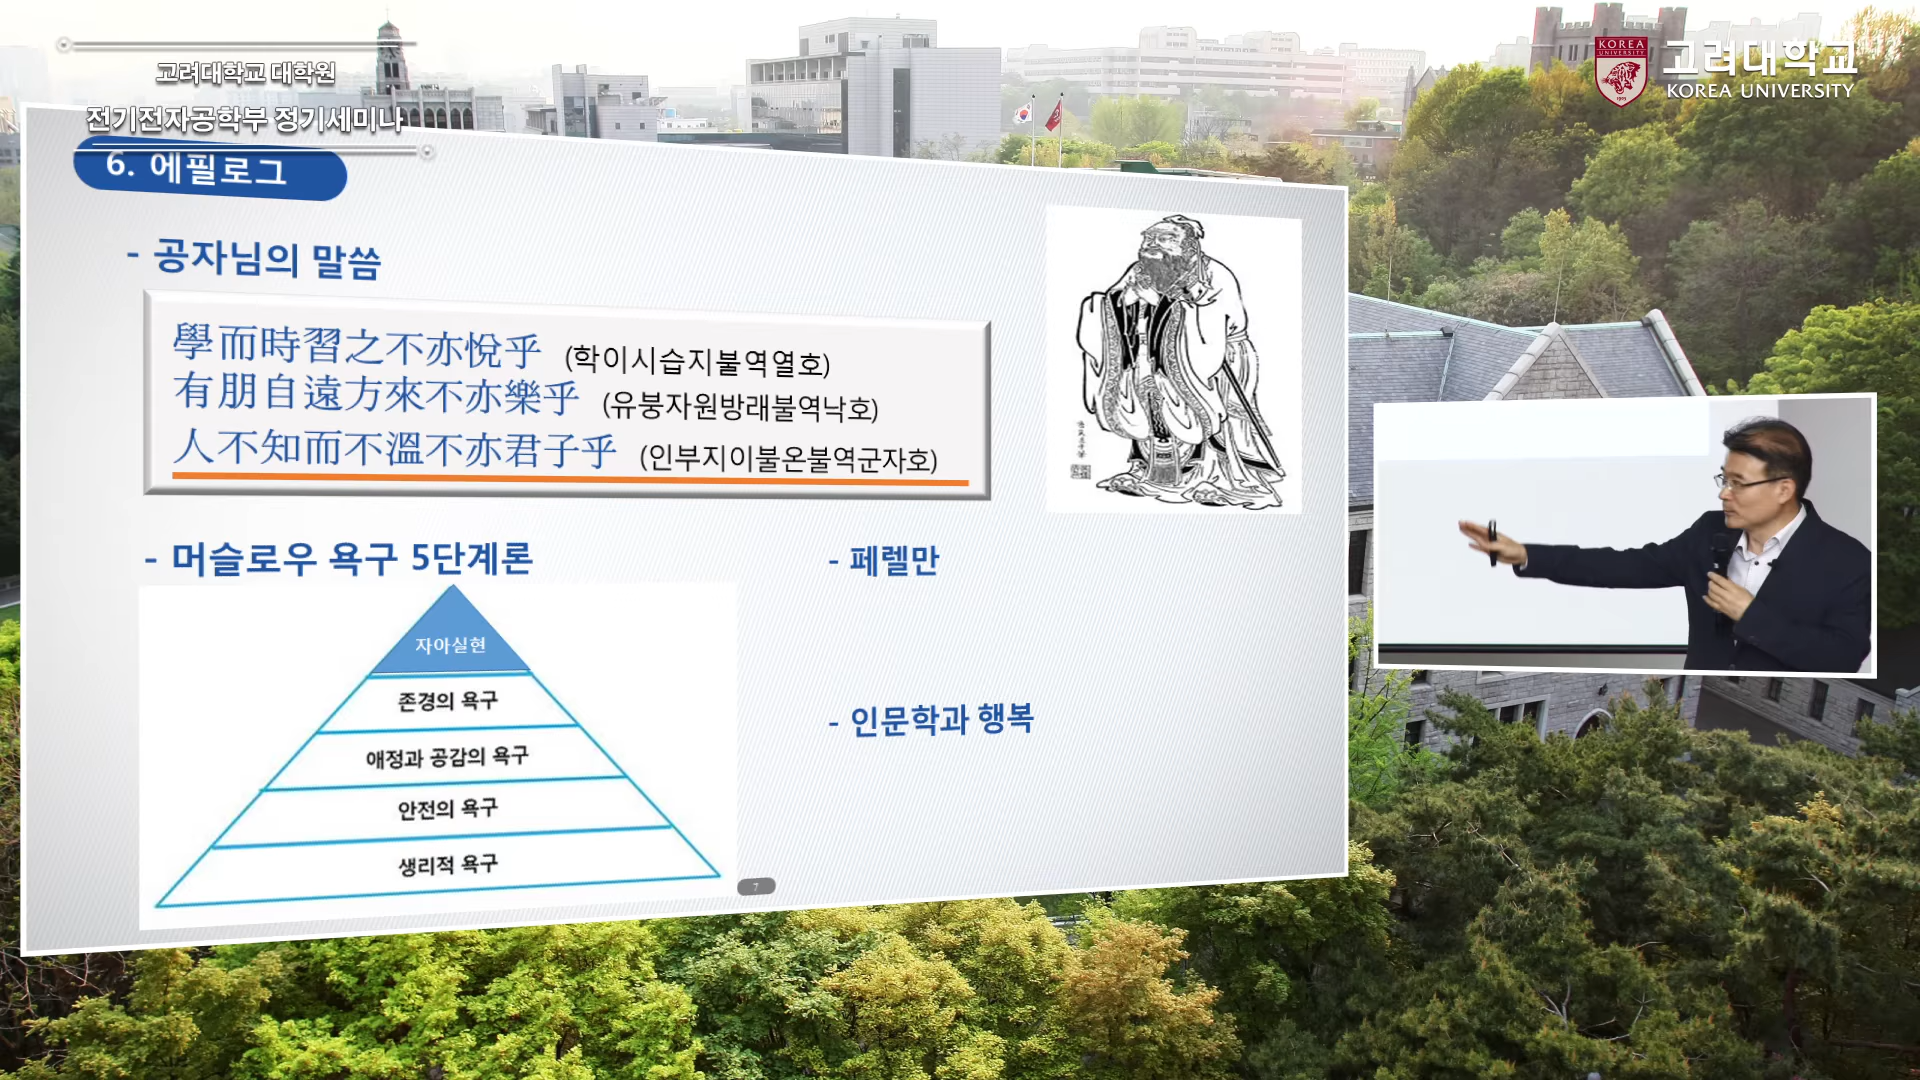 고려대학교 대학원
전기전자공학부 정기세미나
KOREA
UNIVERSITY
1905
고려대학교
KOREA UNIVERSITY
6. 에필로그
- 공자님의 말씀
學而時習之不亦悅乎 (학이시습지불역열호)
有朋自遠方來不亦樂乎 (유붕자원방래불역낙호)
人不知而不溫不亦君子乎 (인부지이불온불역군자호)
- 머슬로우 욕구 5단계론
자아실현
존경의 욕구
애정과 공감의 욕구
안전의 욕구
생리적 욕구
- 페렐만
- 인문학과 행복
7